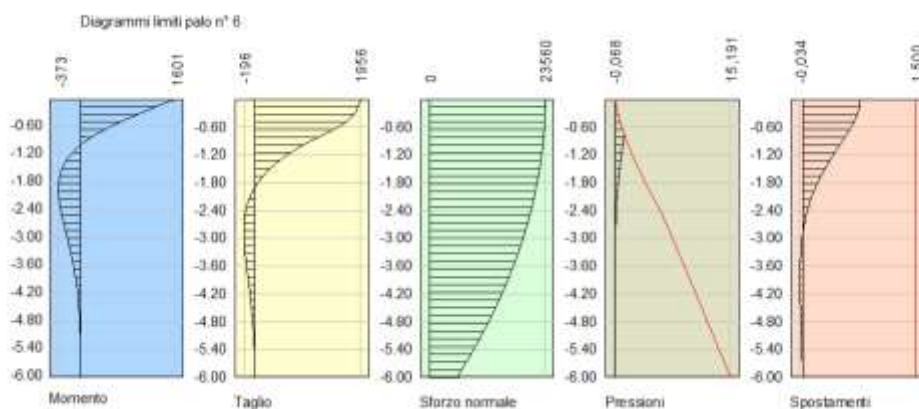 Diagrammi limiti palo n° 6
-373 1601
-196 1956
0 23560
-0,068 15,191
-0,034 1,500
-0.60 -0.60 -0.60 -0.60 -0.60
-1.20 -1.20 -1.20 -1.20 -1.20
-1.80 -1.80 -1.80 -1.80 -1.80
-2.40 -2.40 -2.40 -2.40 -2.40
-3.00 -3.00 -3.00 -3.00 -3.00
-3.60 -3.60 -3.60 -3.60 -3.60
-4.20 -4.20 -4.20 -4.20 -4.20
-4.80 -4.80 -4.80 -4.80 -4.80
-5.40 -5.40 -5.40 -5.40 -5.40
-6.00 -6.00 -6.00 -6.00 -6.00
Momento Taglio Sforzo normale Pressioni Spostamenti